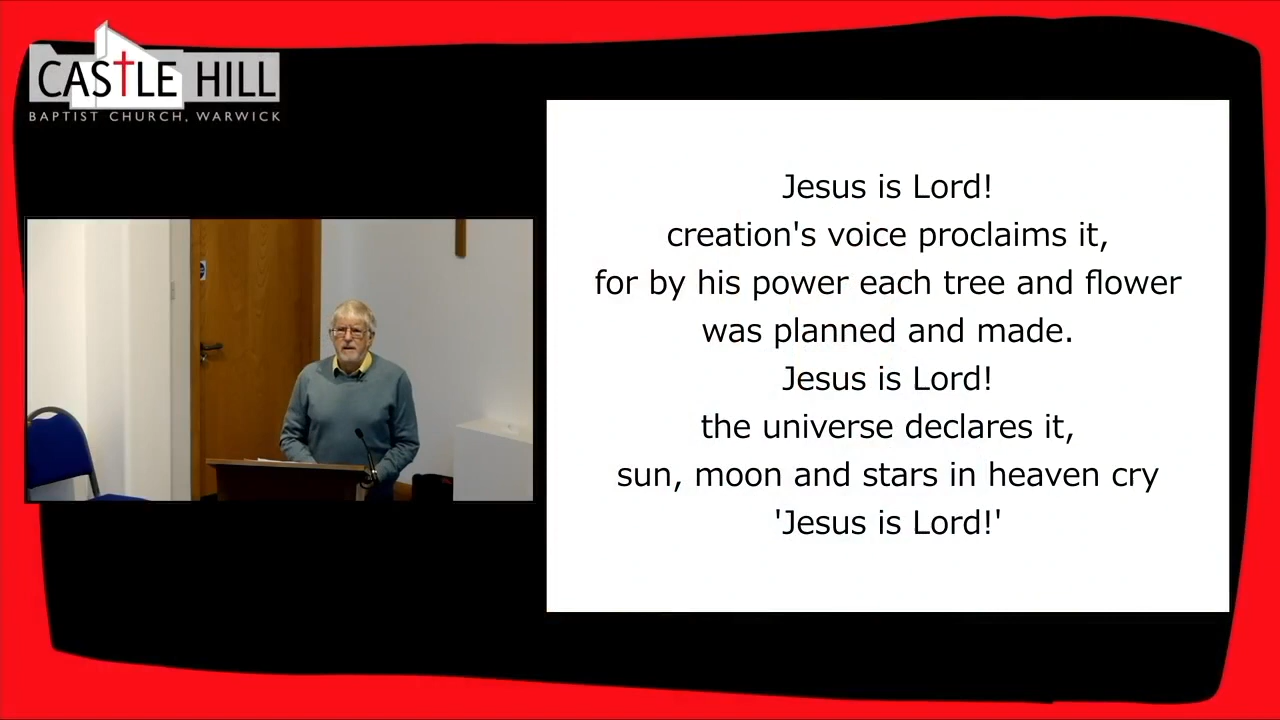 CASTLE HILL
BAPTIST CHURCH, WARWICK
Jesus is Lord!
creation's voice proclaims it,
for by his power each tree and flower
was planned and made.
Jesus is Lord!
the universe declares it,
sun, moon and stars in heaven cry
'Jesus is Lord!'